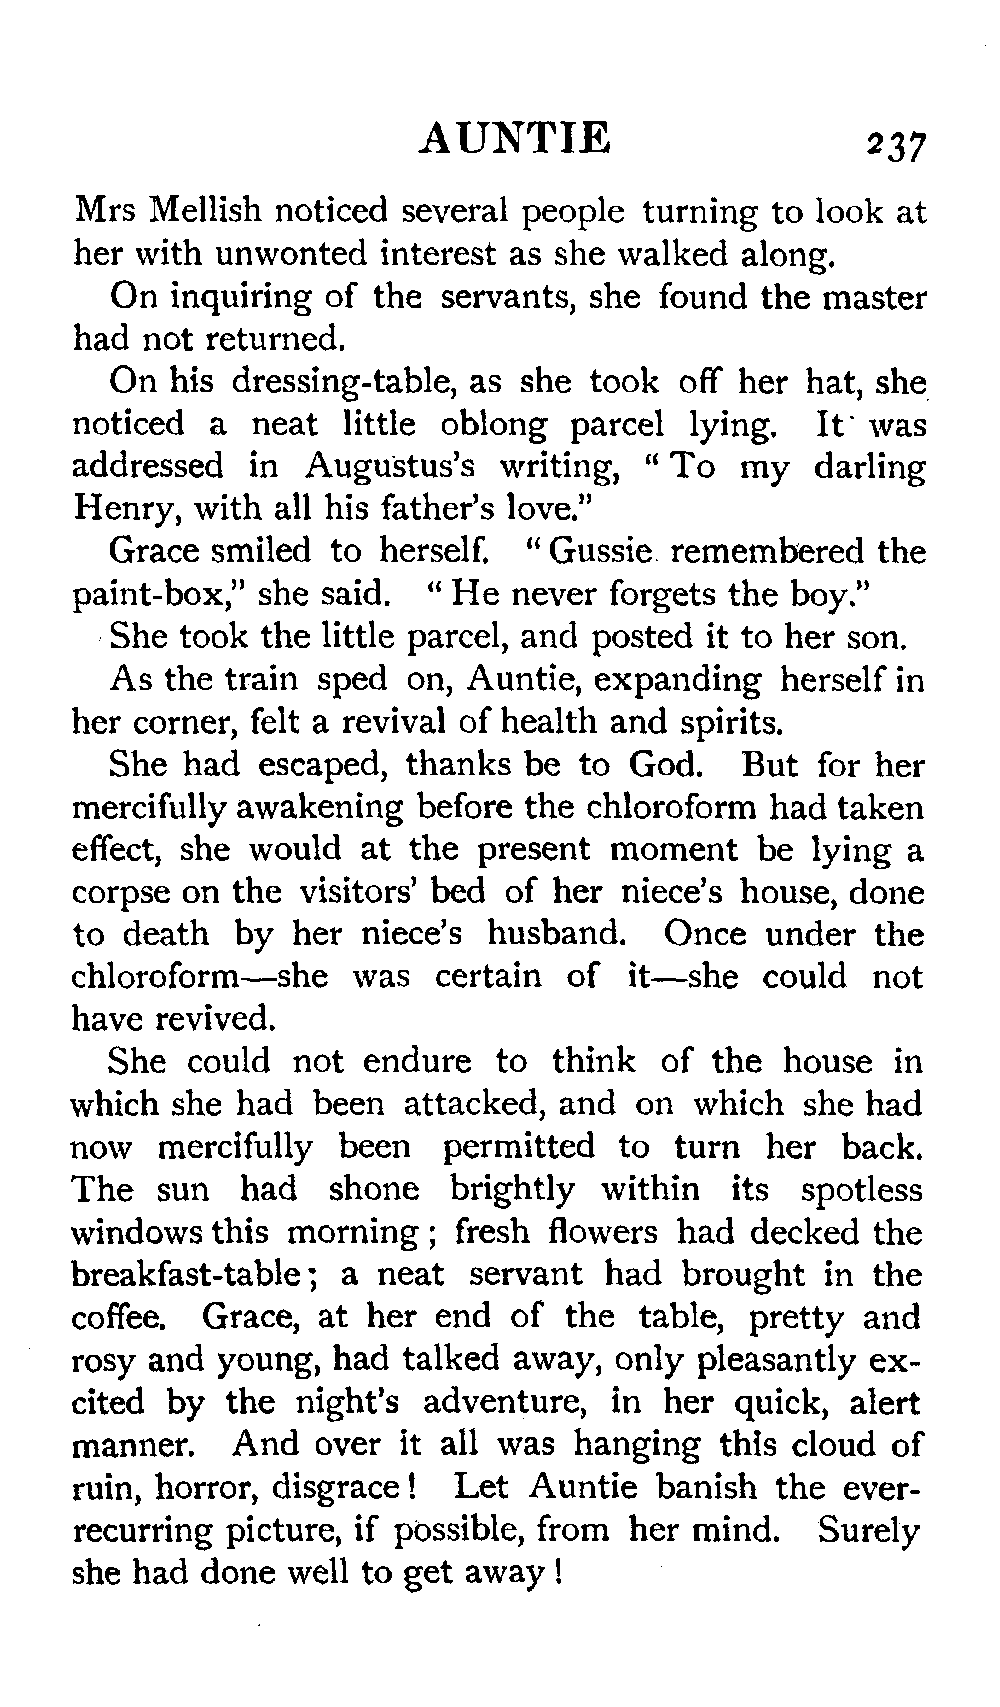 AUNTIE 237
Mrs Mellish noticed several people turning to look at
her with unwonted interest as she walked along.
On inquiring of the servants, she found the master
had not returned.
On his dressing-table, as she took off her hat, she
noticed a neat little oblong parcel lying. It was
addressed in Augustus's writing, " To my darling
Henry, with all his father's love."
Grace smiled to herself. " Gussie remembered the
paint-box," she said. " He never forgets the boy."
She took the little parcel, and posted it to her son.
As the train sped on, Auntie, expanding herself in
her corner, felt a revival of health and spirits.
She had escaped, thanks be to God. But for her
mercifully awakening before the chloroform had taken
effect, she would at the present moment be lying a
corpse on the visitors' bed of her niece's house, done
to death by her niece's husband. Once under the
chloroform—she was certain of it—she could not
have revived.
She could not endure to think of the house in
which she had been attacked, and on which she had
now mercifully been permitted to turn her back.
The sun had shone brightly within its spotless
windows this morning ; fresh flowers had decked the
breakfast-table ; a neat servant had brought in the
coffee. Grace, at her end of the table, pretty and
rosy and young, had talked away, only pleasantly ex-
cited by the night's adventure, in her quick, alert
manner. And over it all was hanging this cloud of
ruin, horror, disgrace ! Let Auntie banish the ever-
recurring picture, if possible, from her mind. Surely
she had done well to get away !